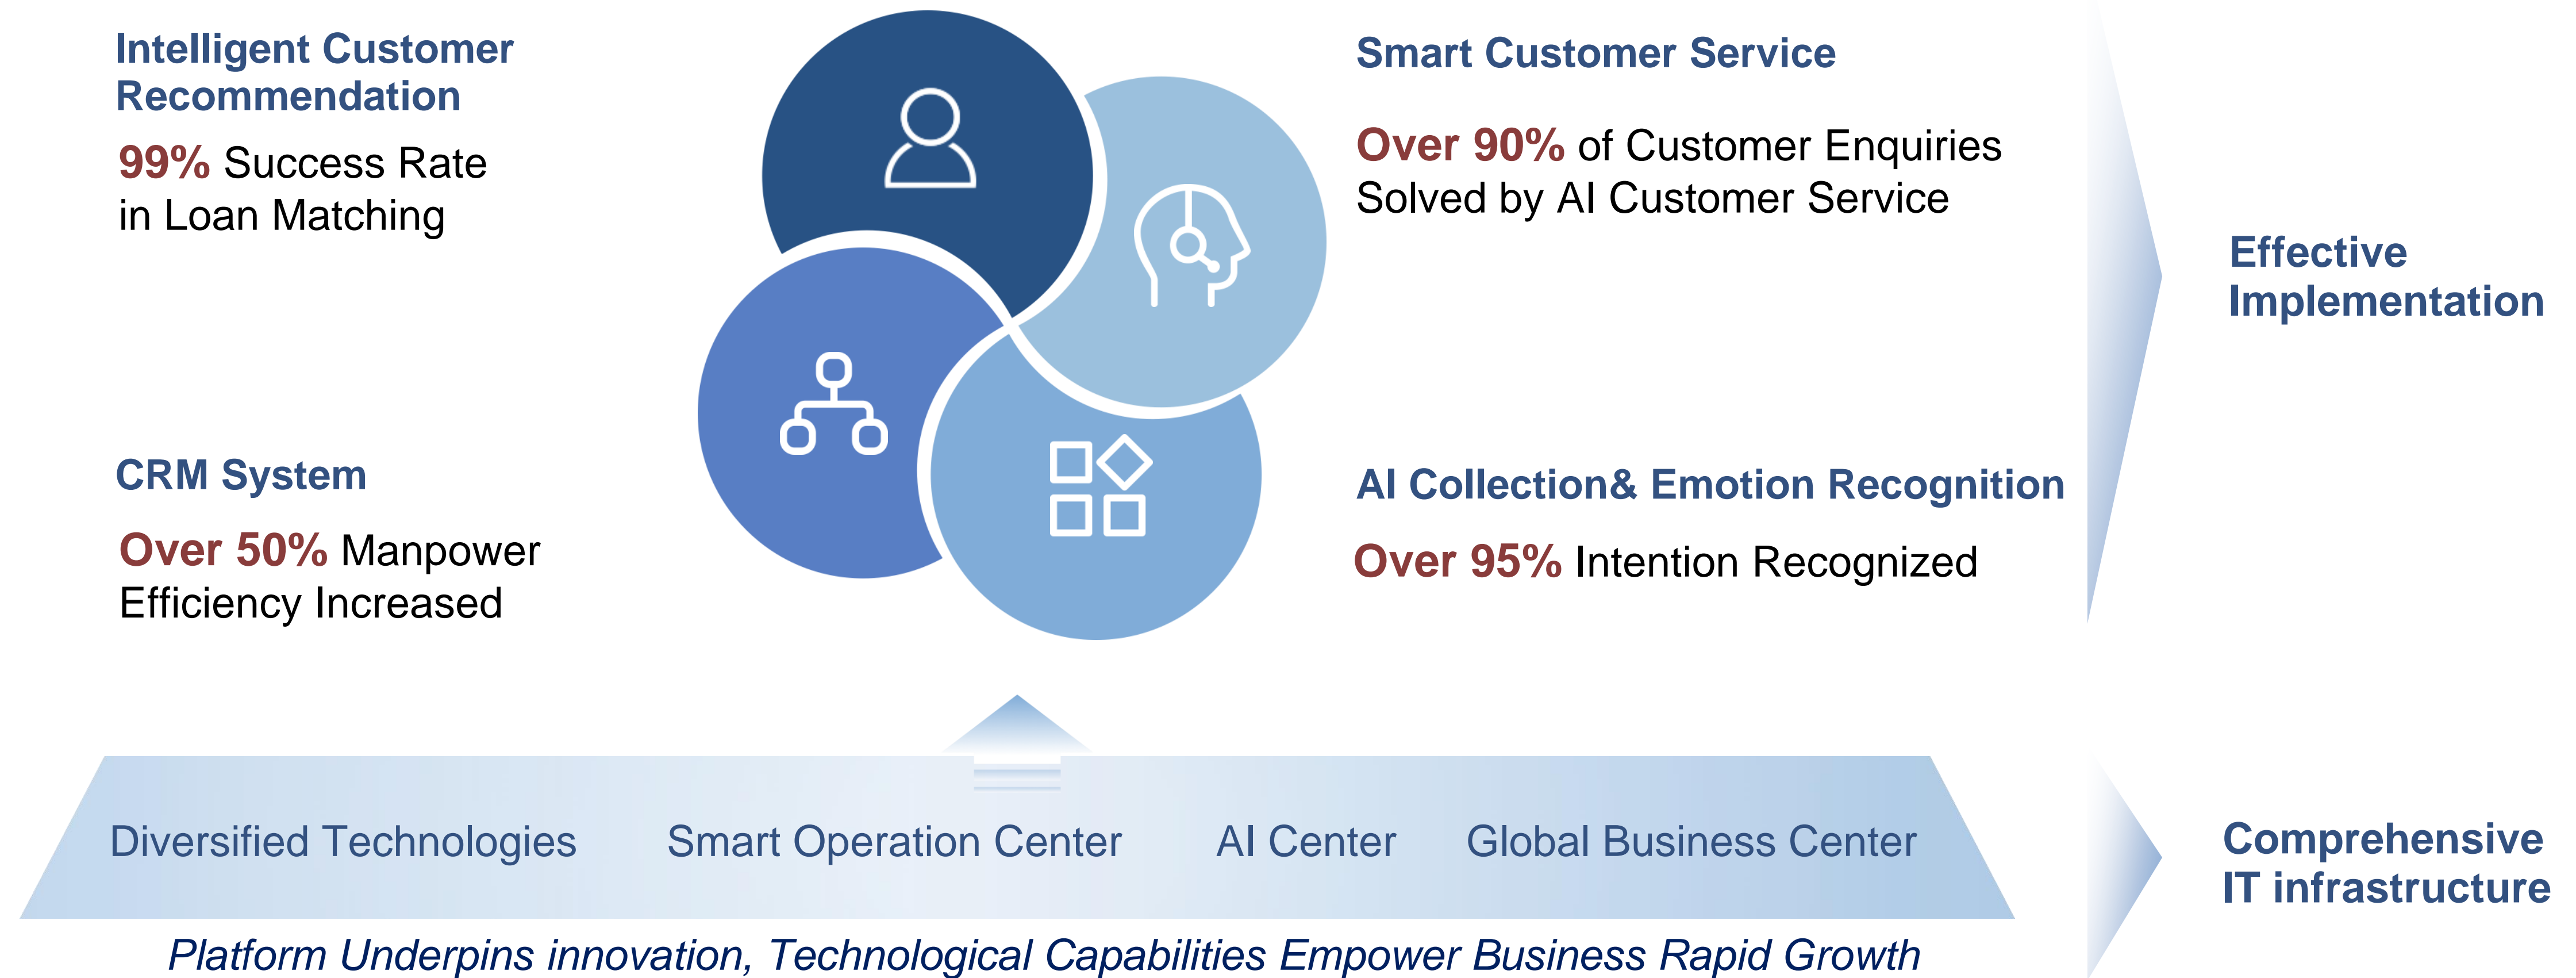 Intelligent Customer
Recommendation
99% Success Rate
in Loan Matching
Smart Customer Service
Over 90% of Customer Enquiries
Solved by AI Customer Service
Effective
Implementation
CRM System
Over 50% Manpower
Efficiency Increased
AI Collection& Emotion Recognition
Over 95% Intention Recognized
Diversified Technologies
Smart Operation Center
AI Center
Global Business Center
Comprehensive
IT infrastructure
Platform Underpins innovation, Technological Capabilities Empower Business Rapid Growth